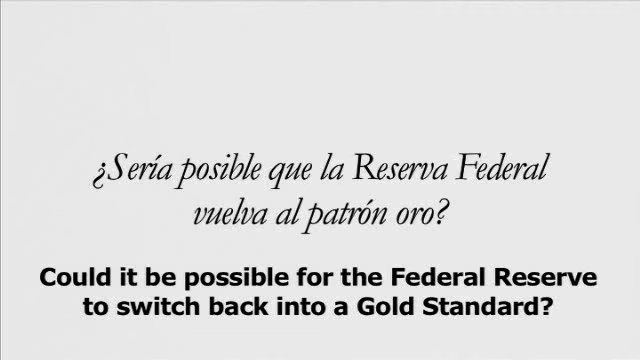 ¿Sería posible que la Reserva Federal
vuelva al patrón oro?
Could it be possible for the Federal Reserve
to switch back into a Gold Standard?